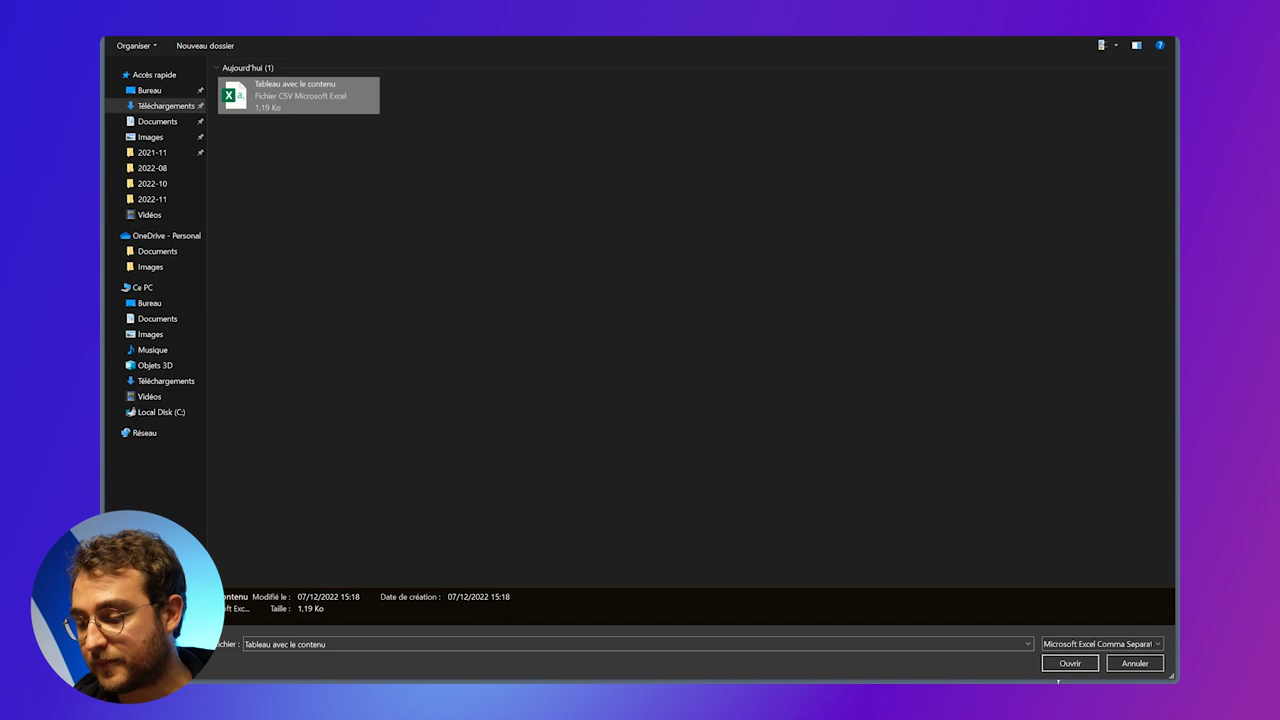 Organiser
Nouveau dossier
Aujourd'hui (1)
Tableau avec le contenu
Fichier CSV Microsoft Excel
1,19 Ko
Accès rapide
Bureau
Téléchargements
Documents
Images
2021-11
2022-08
2022-10
2022-11
Vidéos
OneDrive - Personal
Documents
Images
Ce PC
Bureau
Documents
Images
Musique
Objets 3D
Téléchargements
Vidéos
Local Disk (C:)
Réseau
ontenu Modifié le : 07/12/2022 15:18 Date de création : 07/12/2022 15:18
oft Exc... Taille : 1,19 Ko
ichier : Tableau avec le contenu
Microsoft Excel Comma Separat
Ouvrir
Annuler